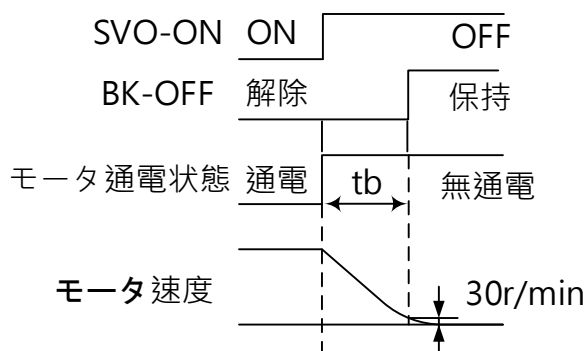 SVO-ON ON OFF
BK-OFF 解除 保持
モータ通電状態 通電 tb 無通電
モータ速度 30r/min